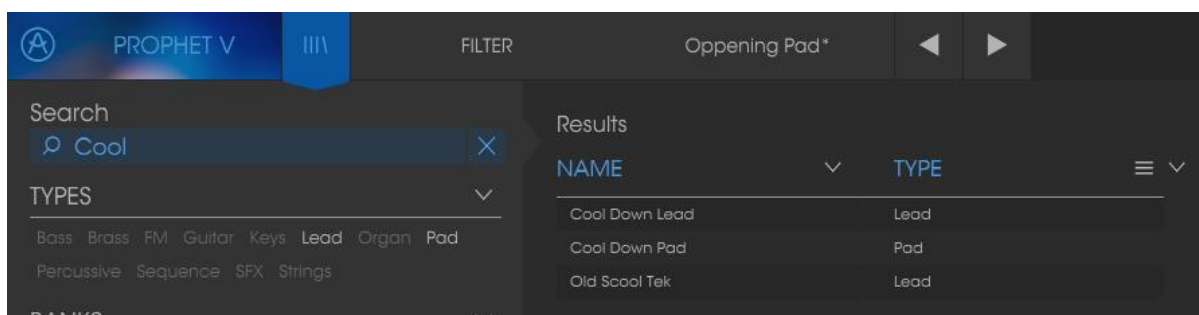 PROPHET V FILTER Oppening Pad*
Search
Cool
TYPES
Bass Brass FM Guitar Keys Lead Organ Pad
Percussive Sequence SFX Strings
BANKS
Results
NAME TYPE
Cool Down Lead Lead
Cool Down Pad Pad
Old Scool Tek Lead